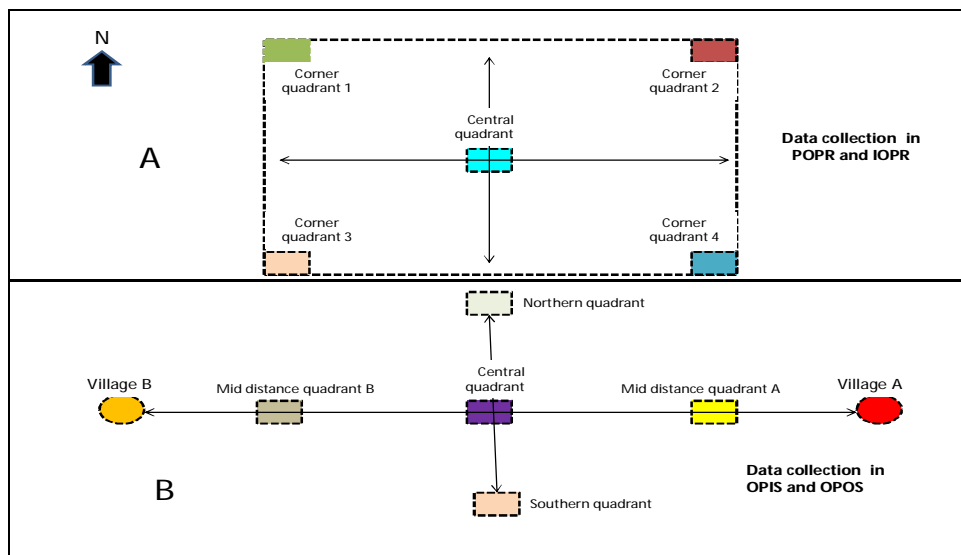 N
Corner
quadrant 1
Corner
quadrant 2
Central
quadrant
A
Data collection in
POPR and IOPR
Corner
quadrant 3
Corner
quadrant 4
Northern quadrant
Central
quadrant
Village B
Mid distance quadrant B
Mid distance quadrant A
Village A
B
Data collection in
OPIS and OPOS
Southern quadrant